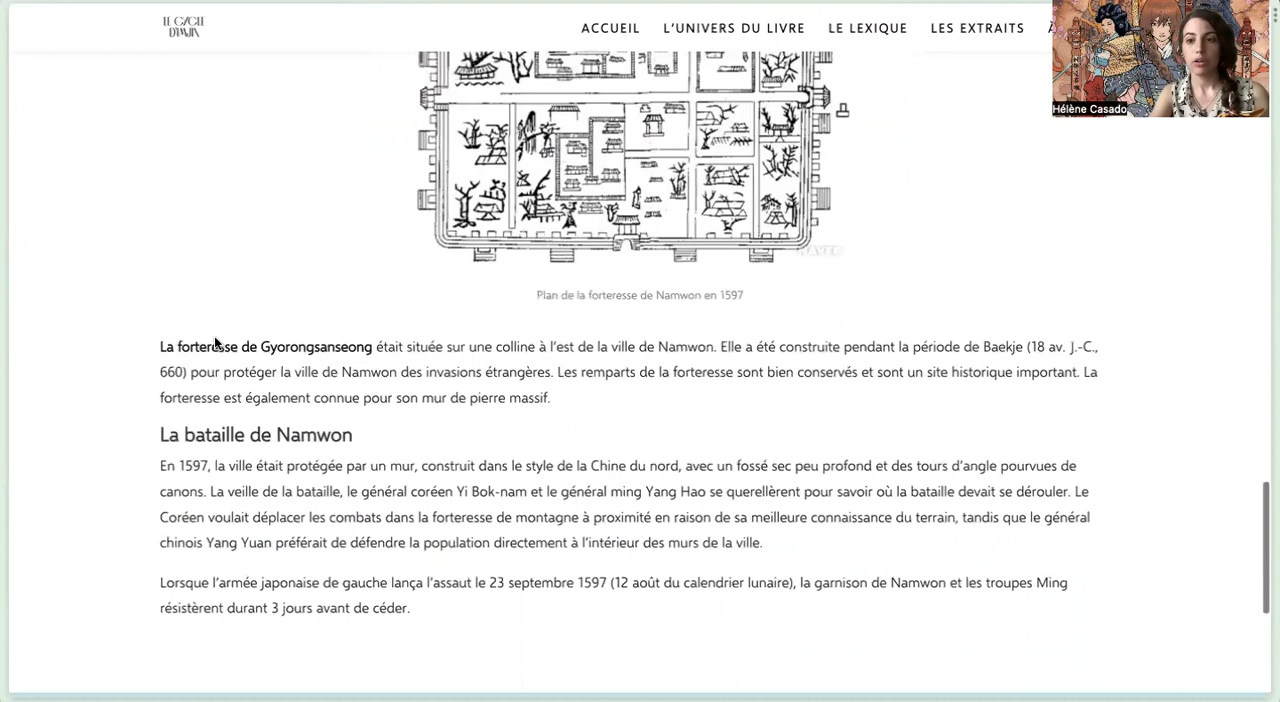 LE CYCLE
D'IMJIN
ACCUEIL L'UNIVERS DU LIVRE LE LEXIQUE LES EXTRAITS À
Hélène Casado
NAVER
Plan de la forteresse de Namwon en 1597
La forteresse de Gyorongsanseong était située sur une colline à l'est de la ville de Namwon. Elle a été construite pendant la période de Baekje (18 av. J.-C.,
660) pour protéger la ville de Namwon des invasions étrangères. Les remparts de la forteresse sont bien conservés et sont un site historique important. La
forteresse est également connue pour son mur de pierre massif.
La bataille de Namwon
En 1597, la ville était protégée par un mur, construit dans le style de la Chine du nord, avec un fossé sec peu profond et des tours d'angle pourvues de
canons. La veille de la bataille, le général coréen Yi Bok-nam et le général ming Yang Hao se querellèrent pour savoir où la bataille devait se dérouler. Le
Coréen voulait déplacer les combats dans la forteresse de montagne à proximité en raison de sa meilleure connaissance du terrain, tandis que le général
chinois Yang Yuan préférait de défendre la population directement à l'intérieur des murs de la ville.
Lorsque l'armée japonaise de gauche lança l'assaut le 23 septembre 1597 (12 août du calendrier lunaire), la garnison de Namwon et les troupes Ming
résistèrent durant 3 jours avant de céder.